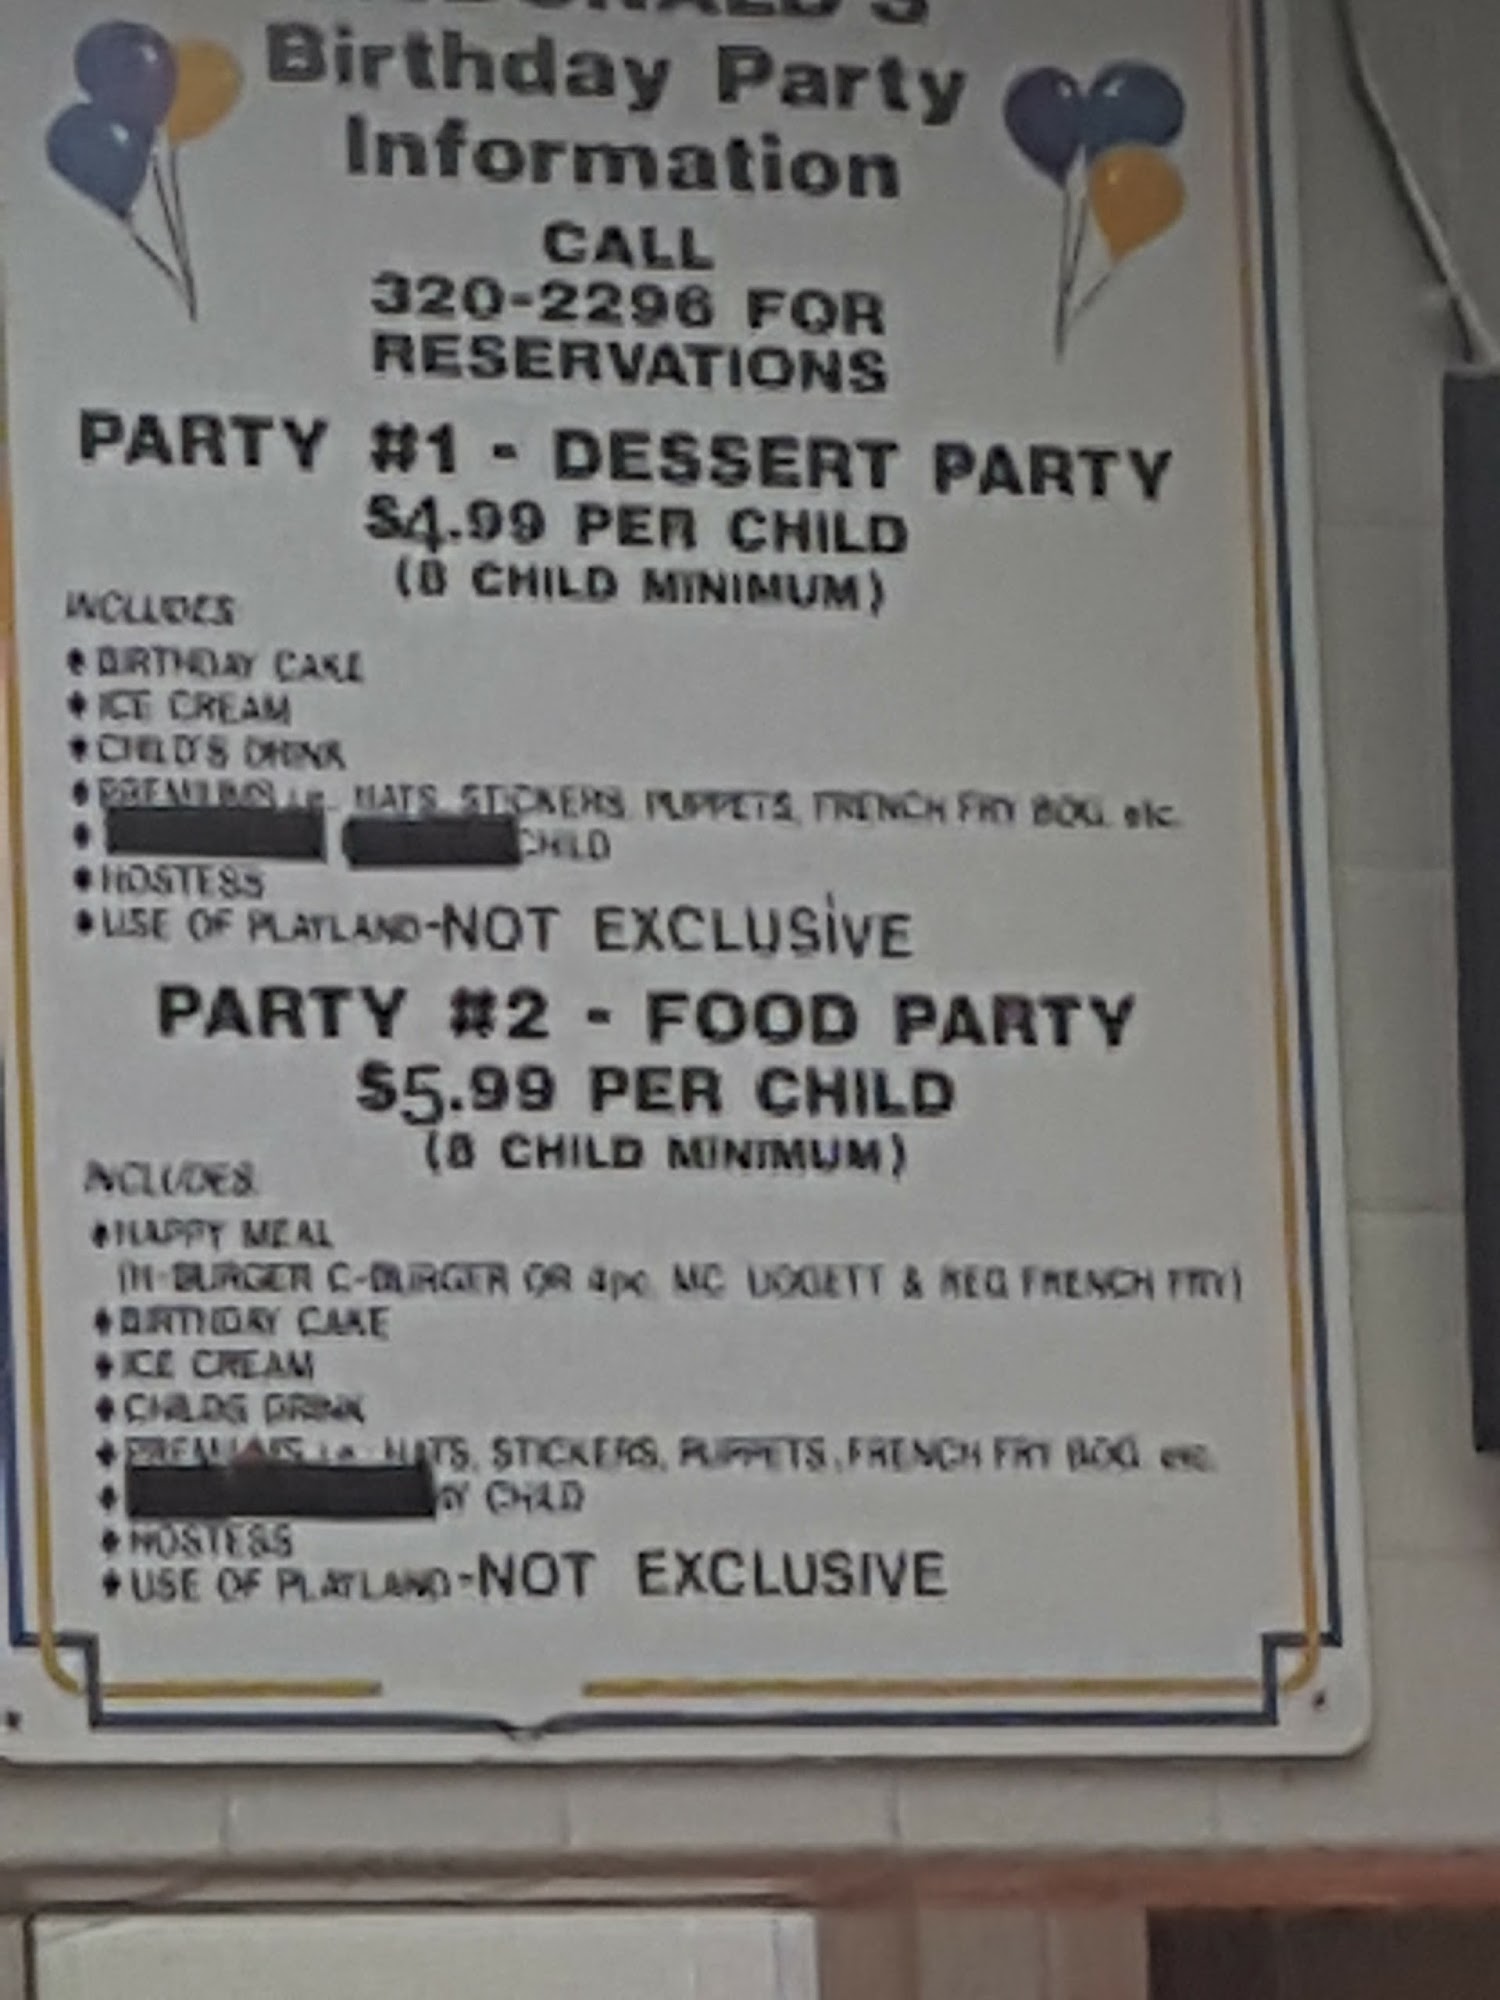 Birthday Party
Information
CALL
320-2296 FOR
RESERVATIONS
PARTY #1 - DESSERT PARTY
$4.99 PER CHILD
(8 CHILD MINIMUM)
INCLUDES
• BIRTHDAY CAKE
• ICE CREAM
• CHILD'S DRINK
• PREMIUMS i.e. HATS, STICKERS, PUPPETS, FRENCH FRY etc.
• CHILD
• HOSTESS
• USE OF PLAYLAND-NOT EXCLUSiVE
PARTY #2 - FOOD PARTY
$5.99 PER CHILD
(8 CHILD MINIMUM)
INCLUDES
• HAPPY MEAL
(H-BURGER C-BURGER OR 4pc. MC & REG FRENCH FRY)
• BIRTHDAY CAKE
• ICE CREAM
• CHILDS DRINK
• PREMIUMS i.e. HATS, STICKERS, PUPPETS, FRENCH FRY etc.
• CHILD
• HOSTESS
• USE OF PLAYLAND-NOT EXCLUSIVE